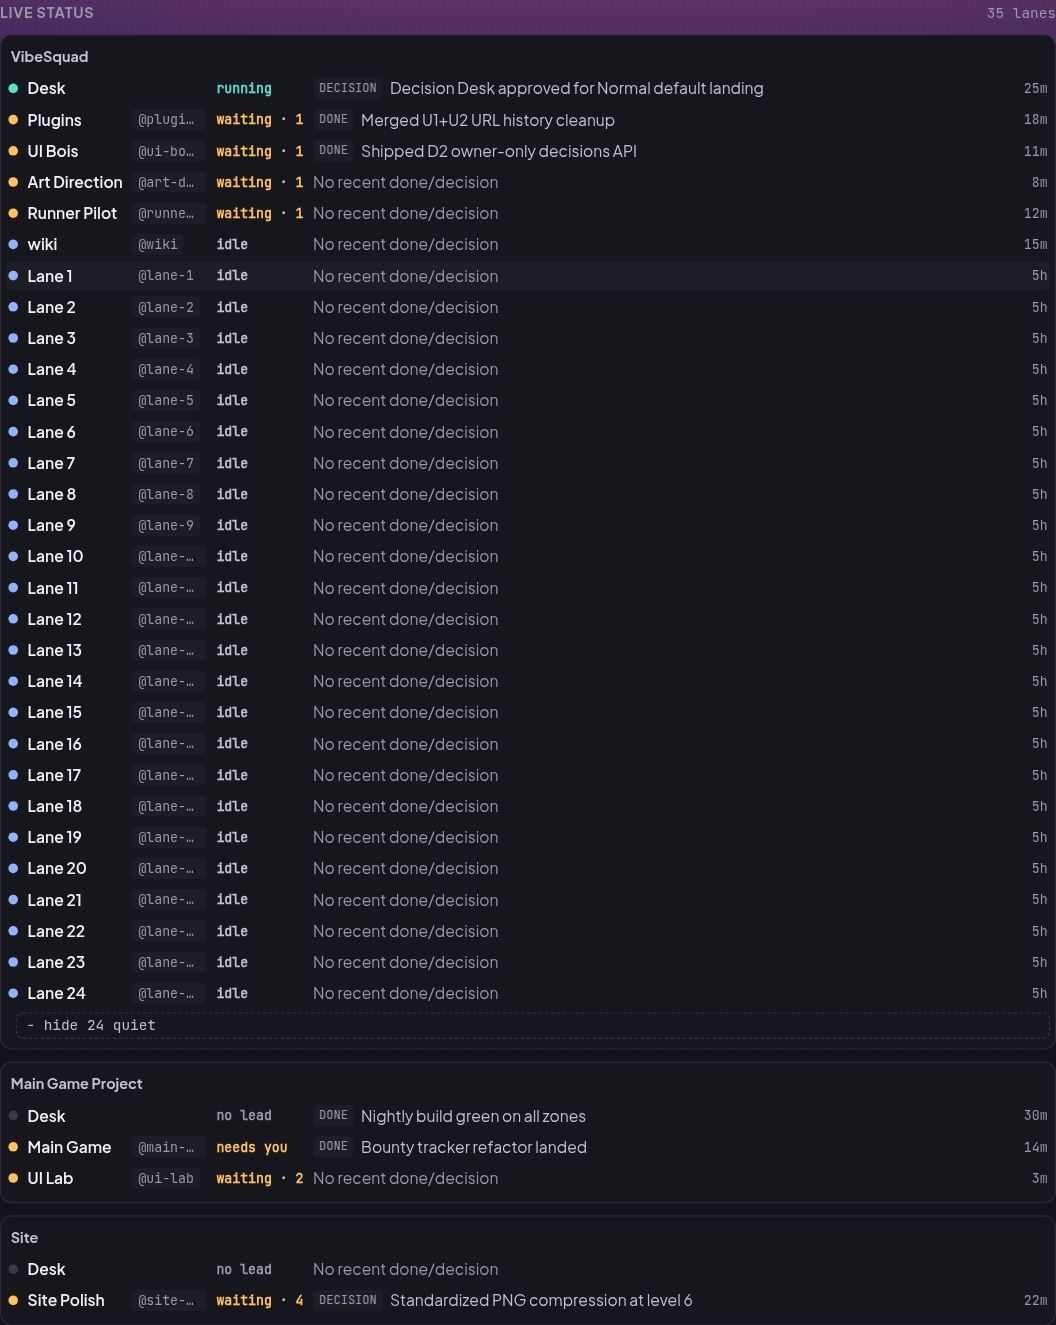 LIVE STATUS 35 lanes
VibeSquad
Desk running DECISION Decision Desk approved for Normal default landing 25m
Plugins @plugi… waiting · 1 DONE Merged U1+U2 URL history cleanup 18m
UI Bois @ui-bo… waiting · 1 DONE Shipped D2 owner-only decisions API 11m
Art Direction @art-d… waiting · 1 No recent done/decision 8m
Runner Pilot @runne… waiting · 1 No recent done/decision 12m
wiki @wiki idle No recent done/decision 15m
Lane 1 @lane-1 idle No recent done/decision 5h
Lane 2 @lane-2 idle No recent done/decision 5h
Lane 3 @lane-3 idle No recent done/decision 5h
Lane 4 @lane-4 idle No recent done/decision 5h
Lane 5 @lane-5 idle No recent done/decision 5h
Lane 6 @lane-6 idle No recent done/decision 5h
Lane 7 @lane-7 idle No recent done/decision 5h
Lane 8 @lane-8 idle No recent done/decision 5h
Lane 9 @lane-9 idle No recent done/decision 5h
Lane 10 @lane-… idle No recent done/decision 5h
Lane 11 @lane-… idle No recent done/decision 5h
Lane 12 @lane-… idle No recent done/decision 5h
Lane 13 @lane-… idle No recent done/decision 5h
Lane 14 @lane-… idle No recent done/decision 5h
Lane 15 @lane-… idle No recent done/decision 5h
Lane 16 @lane-… idle No recent done/decision 5h
Lane 17 @lane-… idle No recent done/decision 5h
Lane 18 @lane-… idle No recent done/decision 5h
Lane 19 @lane-… idle No recent done/decision 5h
Lane 20 @lane-… idle No recent done/decision 5h
Lane 21 @lane-… idle No recent done/decision 5h
Lane 22 @lane-… idle No recent done/decision 5h
Lane 23 @lane-… idle No recent done/decision 5h
Lane 24 @lane-… idle No recent done/decision 5h
- hide 24 quiet
Main Game Project
Desk no lead DONE Nightly build green on all zones 30m
Main Game @main-… needs you DONE Bounty tracker refactor landed 14m
UI Lab @ui-lab waiting · 2 No recent done/decision 3m
Site
Desk no lead No recent done/decision
Site Polish @site-… waiting · 4 DECISION Standardized PNG compression at level 6 22m